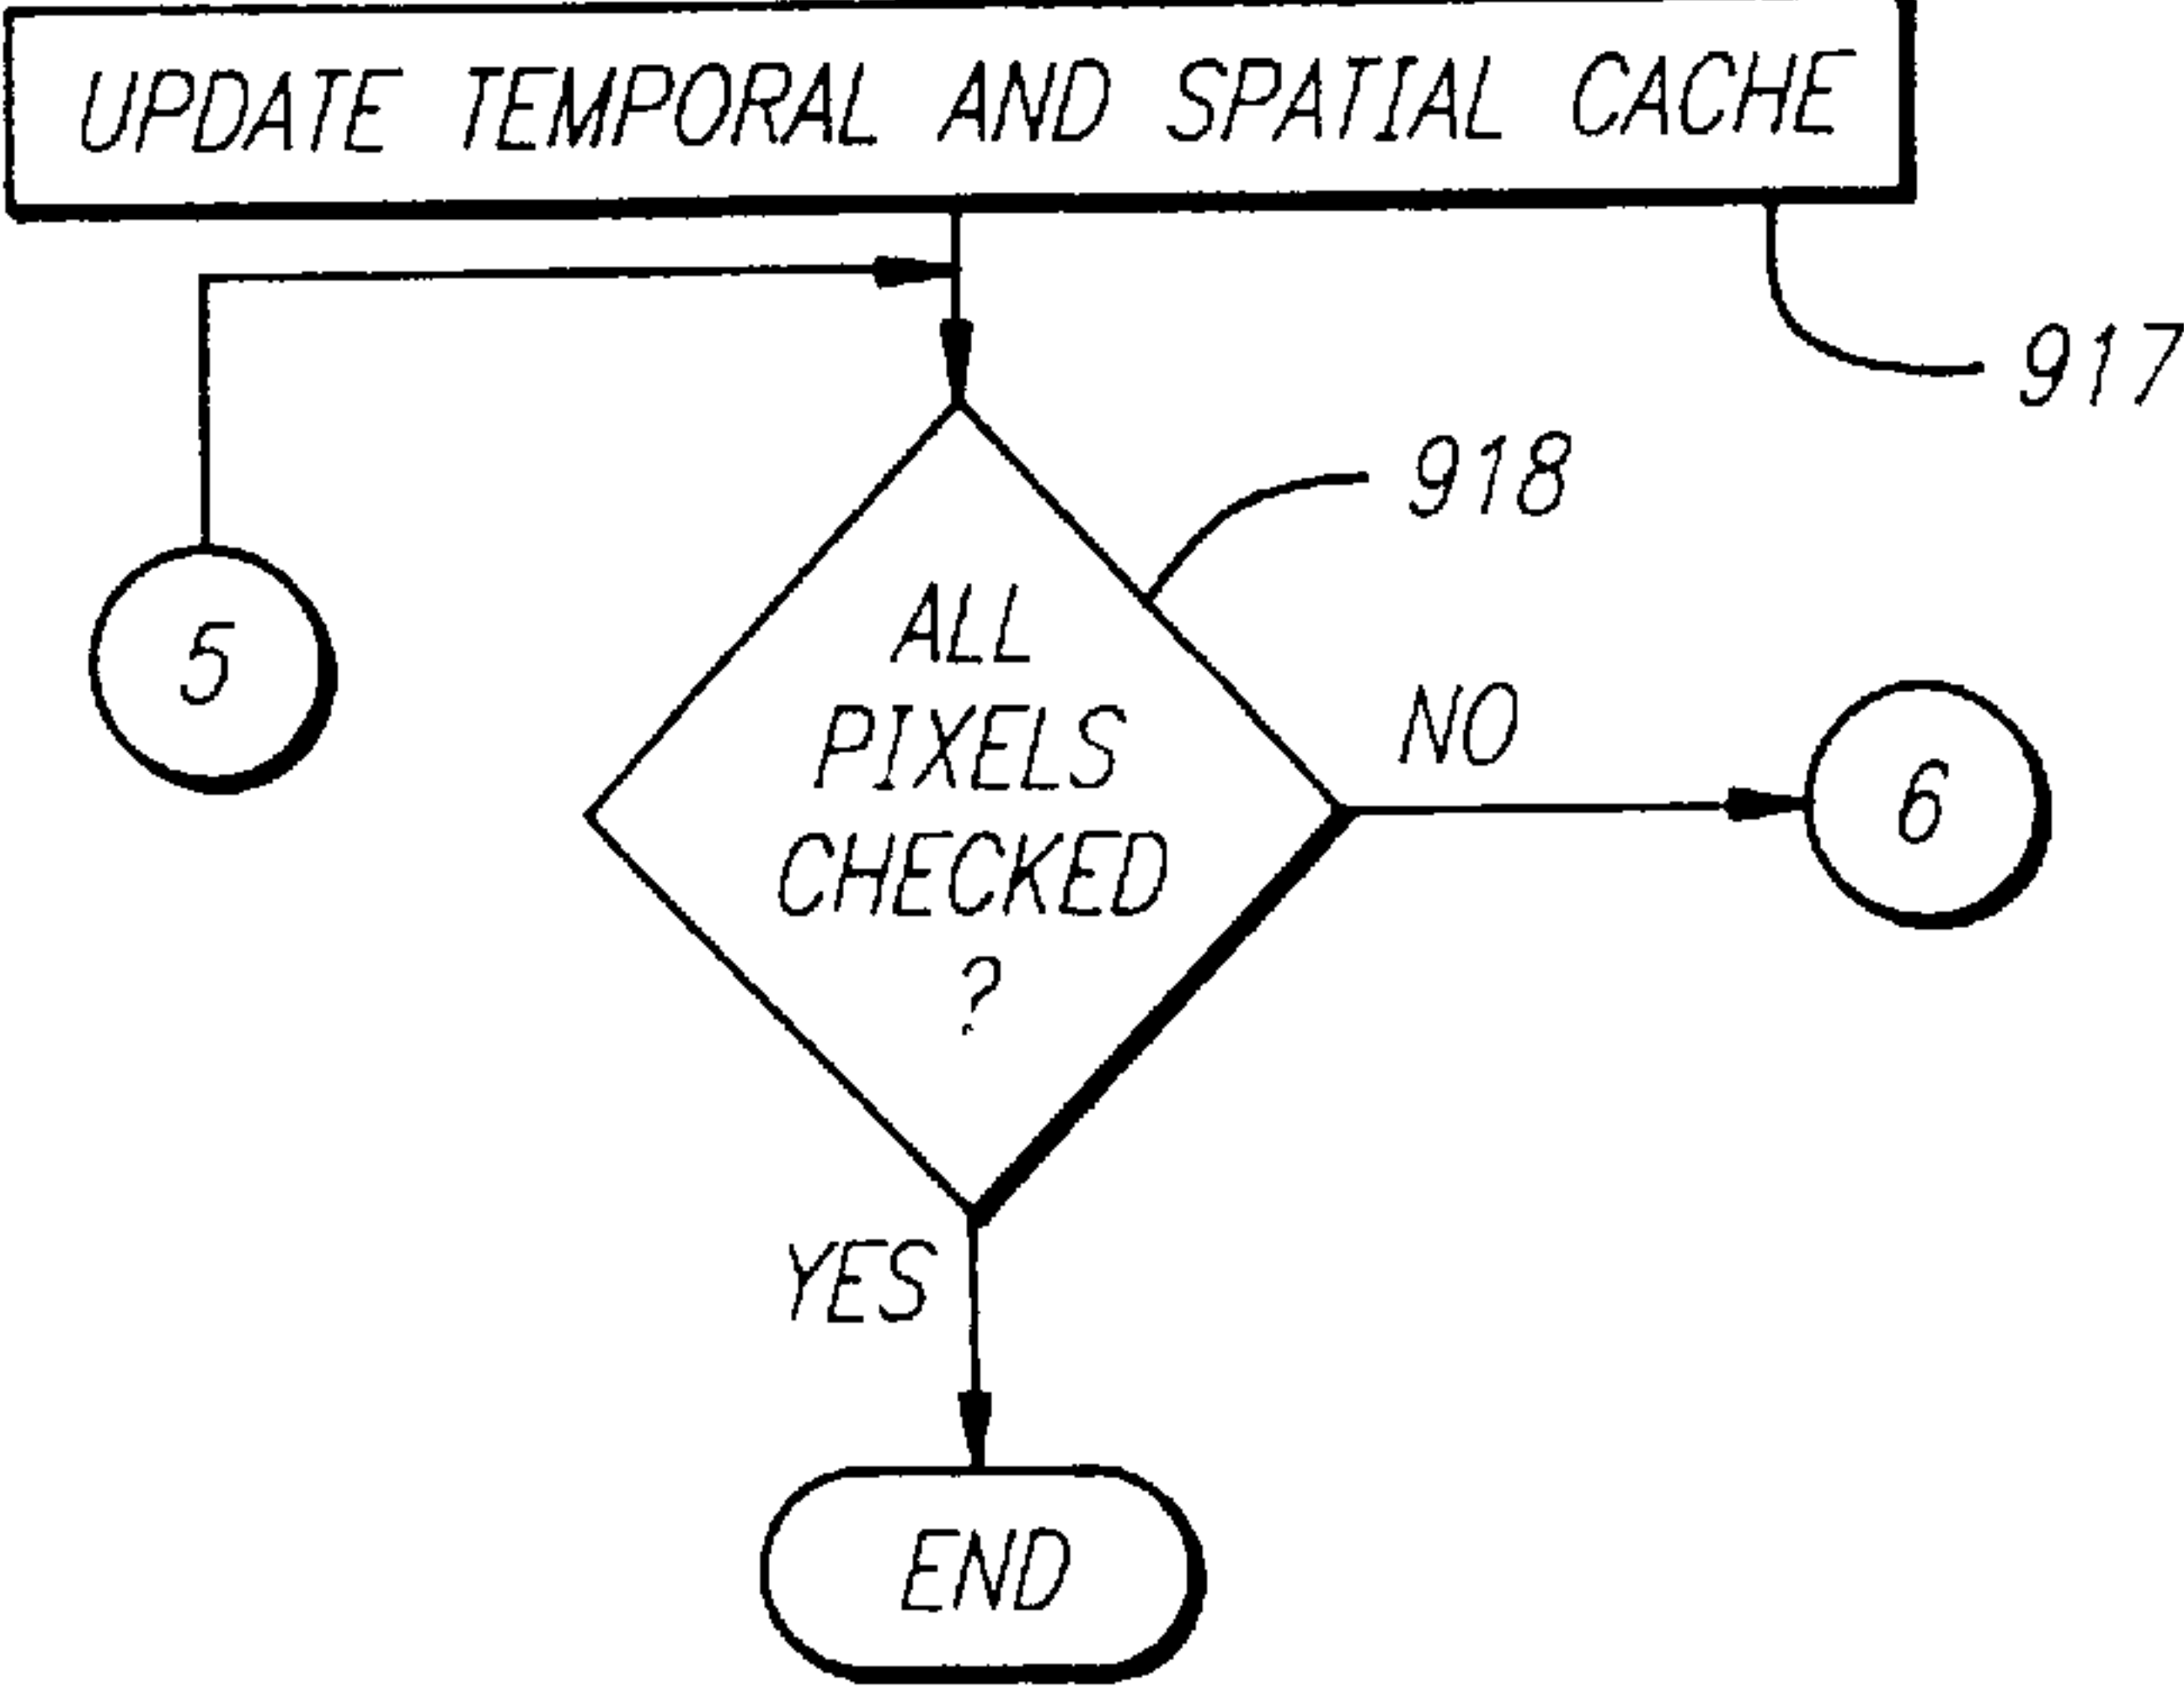 UPDATE TEMPORAL AND SPATIAL CACHE
917
918
ALL
PIXELS
CHECKED
?
5
NO
6
YES
END